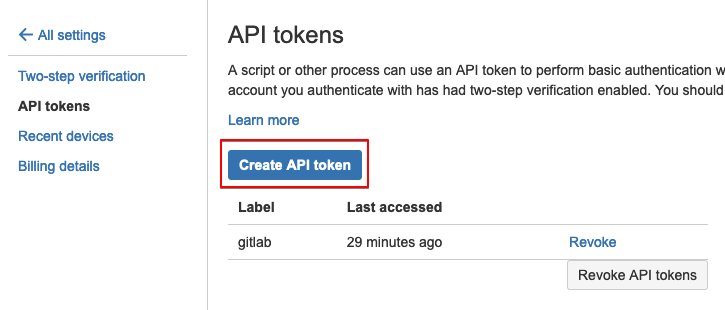 All settings
Two-step verification
API tokens
Recent devices
Billing details
API tokens
A script or other process can use an API token to perform basic authentication w
account you authenticate with has had two-step verification enabled. You should
Learn more
Create API token
Label Last accessed
gitlab 29 minutes ago Revoke
Revoke API tokens